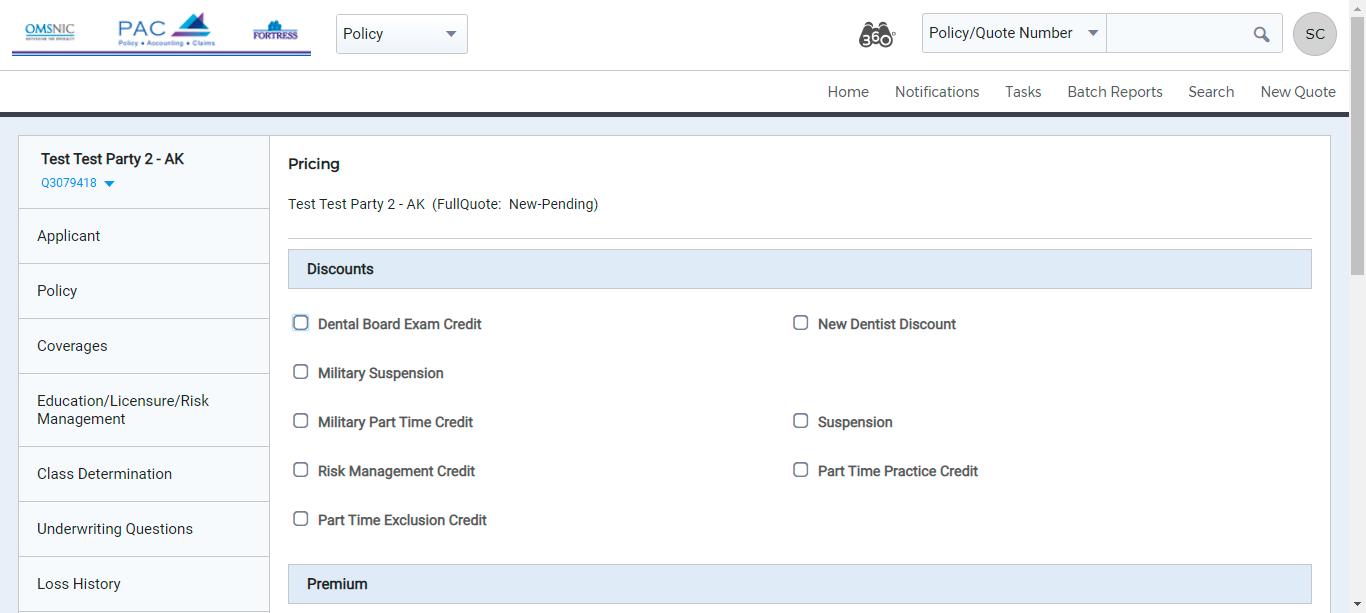 OMSNIC
PAC
Policy • Accounting • Claims
FORTRESS
Policy
360°
Policy/Quote Number
SC
Home
Notifications
Tasks
Batch Reports
Search
New Quote
Test Test Party 2 - AK
Q3079418
Applicant
Policy
Coverages
Education/Licensure/Risk
Management
Class Determination
Underwriting Questions
Loss History
Pricing
Test Test Party 2 - AK (FullQuote: New-Pending)
Discounts
Dental Board Exam Credit
New Dentist Discount
Military Suspension
Military Part Time Credit
Suspension
Risk Management Credit
Part Time Practice Credit
Part Time Exclusion Credit
Premium